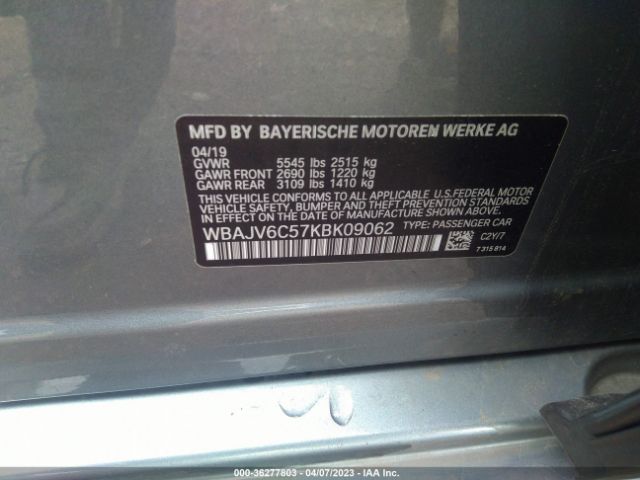 MFD BY BAYERISCHE MOTOREN WERKE AG
04/19
GVWR 5545 lbs 2515 kg
GAWR FRONT 2690 lbs 1220 kg
GAWR REAR 3109 lbs 1410 kg
THIS VEHICLE CONFORMS TO ALL APPLICABLE U.S.FEDERAL MOTOR
VEHICLE SAFETY, BUMPER, AND THEFT PREVENTION STANDARDS
IN EFFECT ON THE DATE OF MANUFACTURE SHOWN ABOVE.
WBAJV6C57KBK09062 TYPE: PASSENGER CAR
C2Y/7
7 315 814
000-36277803 - 04/07/2023 - IAA Inc.